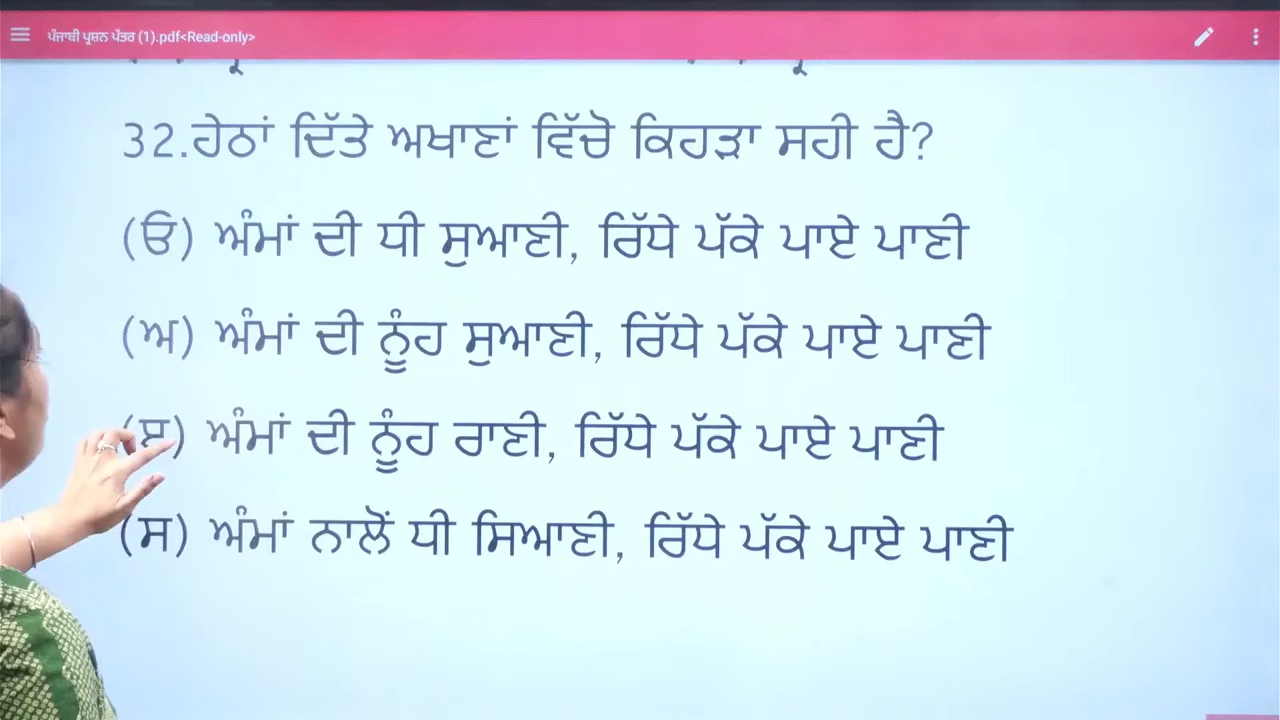 ਪੰਜਾਬੀ ਪ੍ਰਸ਼ਨ ਪੱਤਰ (1).pdf<Read-only>
32.ਹੇਠਾਂ ਦਿੱਤੇ ਅਖਾਣਾਂ ਵਿੱਚੋ ਕਿਹੜਾ ਸਹੀ ਹੈ?
(ਓ) ਅੰਮਾਂ ਦੀ ਧੀ ਸੁਆਣੀ, ਰਿੱਧੇ ਪੱਕੇ ਪਾਏ ਪਾਣੀ
(ਅ) ਅੰਮਾਂ ਦੀ ਨੂੰਹ ਸੁਆਣੀ, ਰਿੱਧੇ ਪੱਕੇ ਪਾਏ ਪਾਣੀ
(ੲ) ਅੰਮਾਂ ਦੀ ਨੂੰਹ ਰਾਣੀ, ਰਿੱਧੇ ਪੱਕੇ ਪਾਏ ਪਾਣੀ
(ਸ) ਅੰਮਾਂ ਨਾਲੋਂ ਧੀ ਸਿਆਣੀ, ਰਿੱਧੇ ਪੱਕੇ ਪਾਏ ਪਾਣੀ